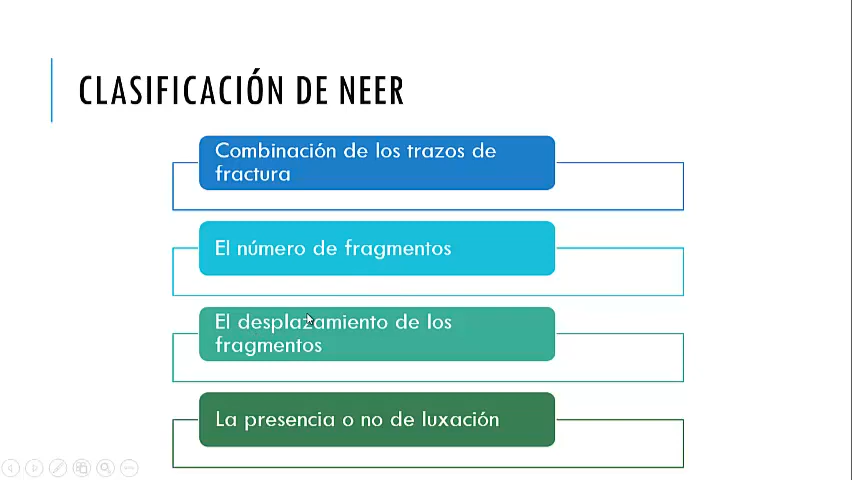 CLASIFICACIÓN DE NEER
Combinación de los trazos de
fractura
El número de fragmentos
El desplazamiento de los
fragmentos
La presencia o no de luxación